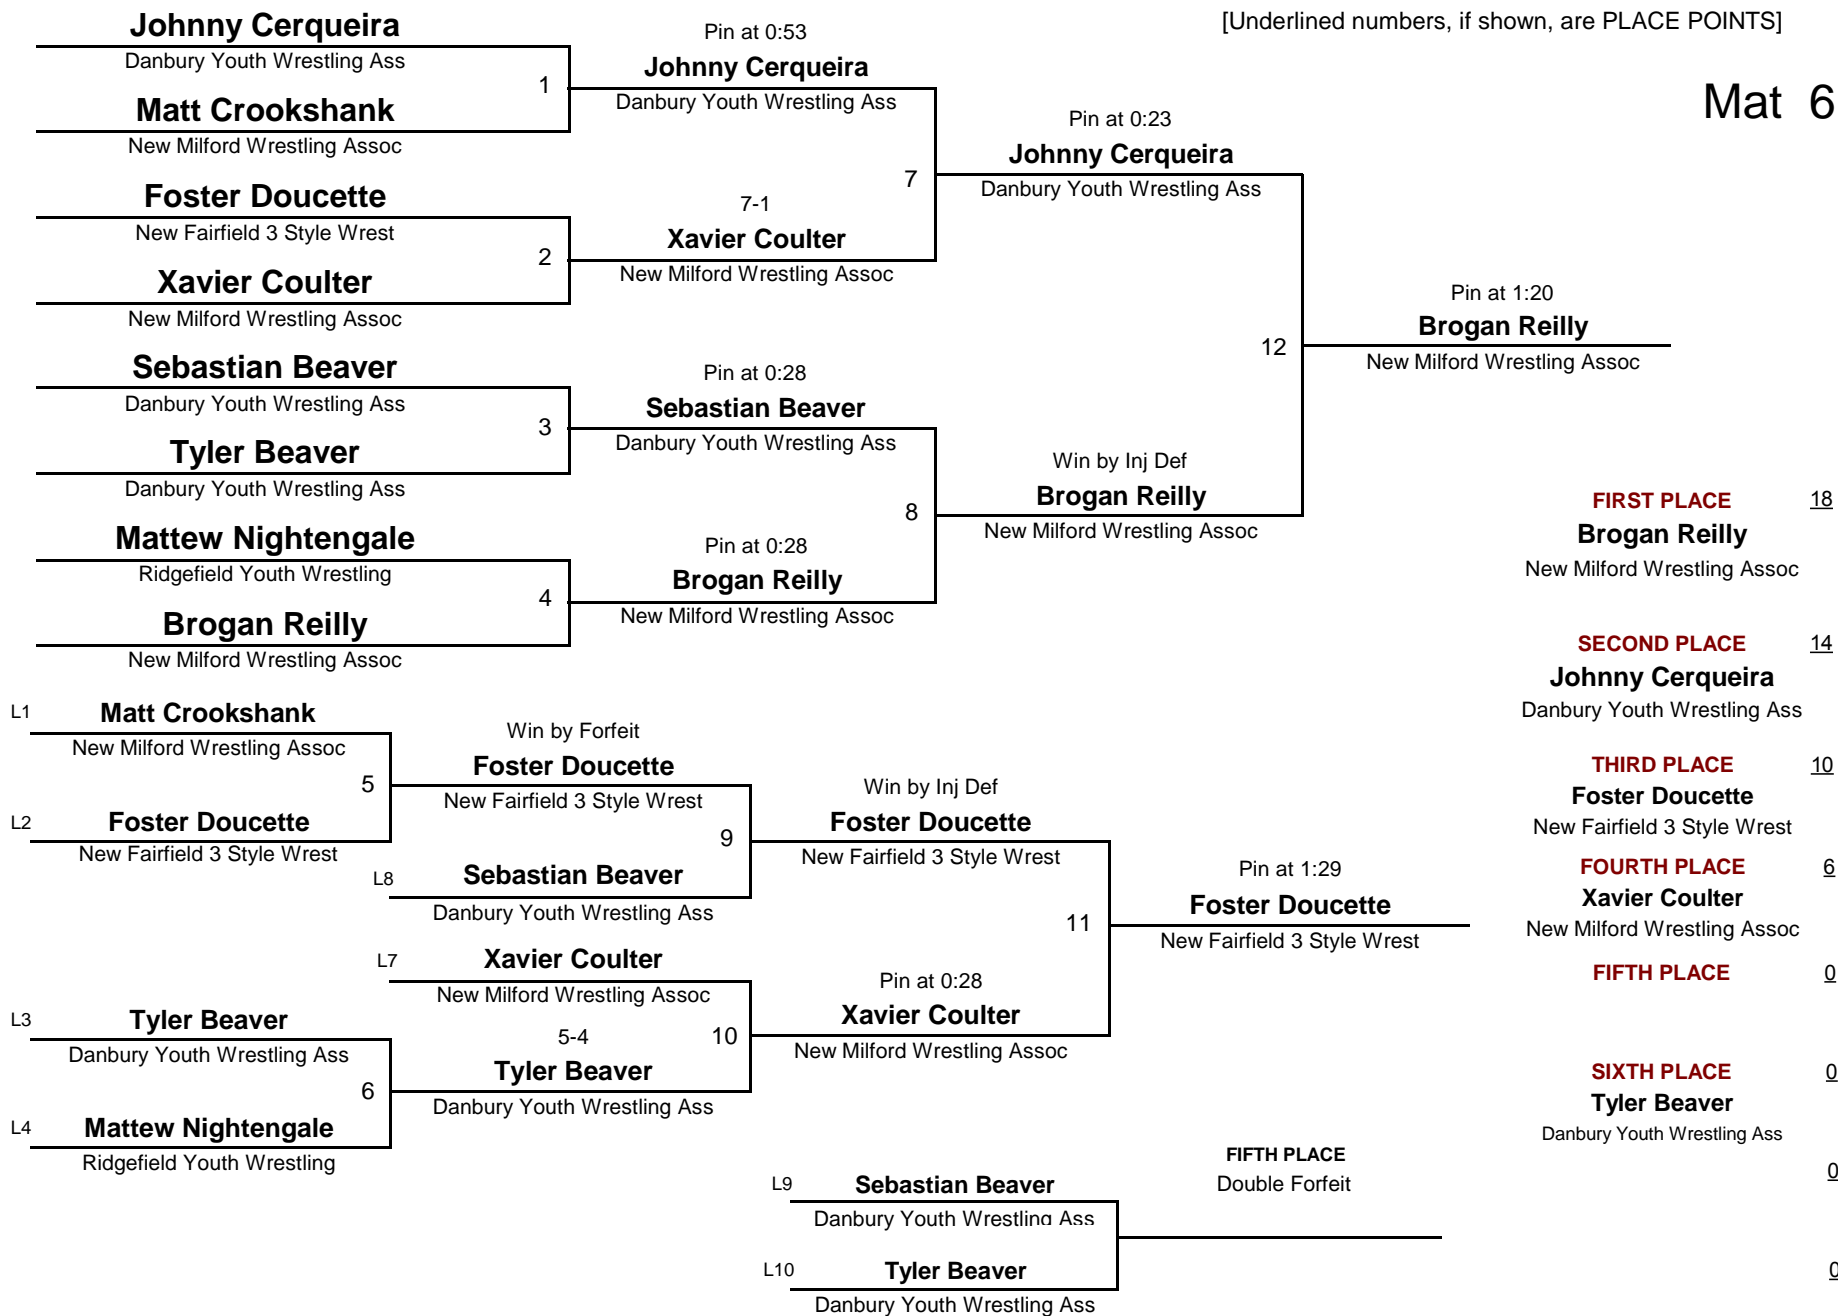 [Underlined numbers, if shown, are PLACE POINTS]
Mat 6
Johnny Cerqueira
Danbury Youth Wrestling Ass
1
Matt Crookshank
New Milford Wrestling Assoc
Foster Doucette
New Fairfield 3 Style Wrest
2
Xavier Coulter
New Milford Wrestling Assoc
Sebastian Beaver
Danbury Youth Wrestling Ass
3
Tyler Beaver
Danbury Youth Wrestling Ass
Mattew Nightengale
Ridgefield Youth Wrestling
4
Brogan Reilly
New Milford Wrestling Assoc
Pin at 0:53
Johnny Cerqueira
Danbury Youth Wrestling Ass
7
7-1
Xavier Coulter
New Milford Wrestling Assoc
Pin at 0:28
Sebastian Beaver
Danbury Youth Wrestling Ass
8
Pin at 0:28
Brogan Reilly
New Milford Wrestling Assoc
Pin at 0:23
Johnny Cerqueira
Danbury Youth Wrestling Ass
12
Win by Inj Def
Brogan Reilly
New Milford Wrestling Assoc
Pin at 1:20
Brogan Reilly
New Milford Wrestling Assoc
L1 Matt Crookshank
New Milford Wrestling Assoc
5
L2 Foster Doucette
New Fairfield 3 Style Wrest
L3 Tyler Beaver
Danbury Youth Wrestling Ass
6
L4 Mattew Nightengale
Ridgefield Youth Wrestling
Win by Forfeit
Foster Doucette
New Fairfield 3 Style Wrest
9
L8 Sebastian Beaver
Danbury Youth Wrestling Ass
L7 Xavier Coulter
New Milford Wrestling Assoc
5-4 10
Tyler Beaver
Danbury Youth Wrestling Ass
Win by Inj Def
Foster Doucette
New Fairfield 3 Style Wrest
11
Pin at 0:28
Xavier Coulter
New Milford Wrestling Assoc
Pin at 1:29
Foster Doucette
New Fairfield 3 Style Wrest
L9 Sebastian Beaver
Danbury Youth Wrestling Ass
L10 Tyler Beaver
Danbury Youth Wrestling Ass
FIFTH PLACE
Double Forfeit
FIRST PLACE 18
Brogan Reilly
New Milford Wrestling Assoc
SECOND PLACE 14
Johnny Cerqueira
Danbury Youth Wrestling Ass
THIRD PLACE 10
Foster Doucette
New Fairfield 3 Style Wrest
FOURTH PLACE 6
Xavier Coulter
New Milford Wrestling Assoc
FIFTH PLACE 0
SIXTH PLACE 0
Tyler Beaver
Danbury Youth Wrestling Ass
0
0